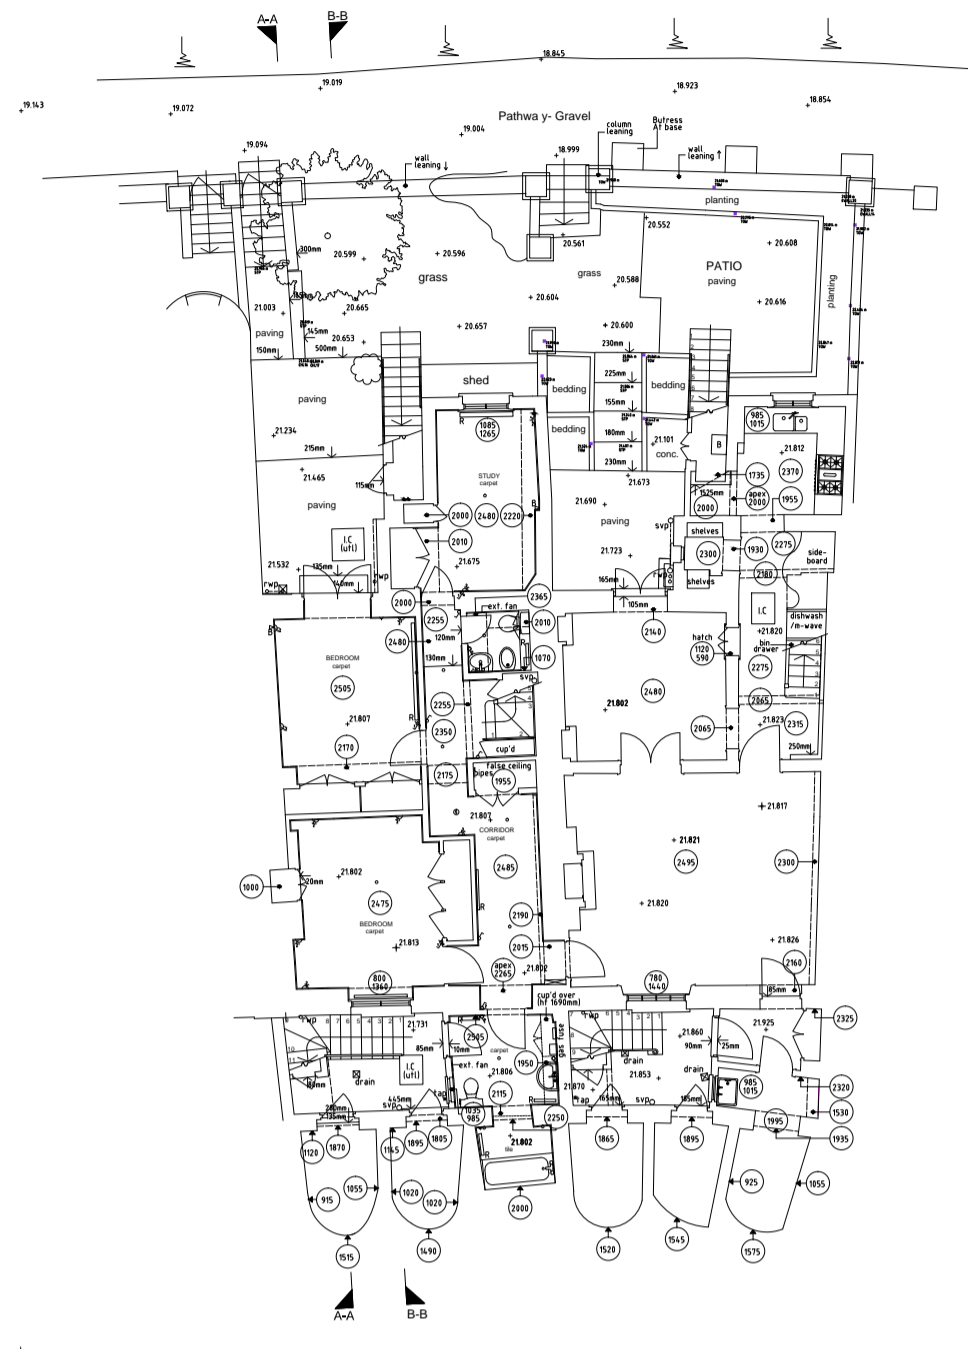 A-A
B-B
18.845
19.019
18.923
19.143
19.072
18.854
Pathwa y- Gravel
column
leaning
Butress
At base
19.004
19.094
18.999
wall
leaning
wall
leaning
planting
300mm
20.599
20.596
20.561
20.552
20.608
grass
grass
PATIO
paving
planting
20.588
20.604
20.616
21.003
20.665
20.657
20.600
paving
145mm
20.653
150mm
500mm
230mm
shed
225mm
bedding
bedding
155mm
paving
985
1015
1085
1265
bedding
180mm
B
21.234
21.101
21.812
215mm
conc.
230mm
21.465
STUDY
carpet
21.673
1735
2370
115mm
1525mm
apex
2000
1955
21.690
2000
paving
2000
2480
2220
paving
svp
shelves
I.C
(utl)
2010
21.723
2300
1930
2275
side-
board
21.532
135mm
21.675
165mm
shelves
2180
rwp
140mm
rwp
rwp
105mm
2000
2365
ext. fan
I.C
dishwash
/m-wave
2255
2010
2140
BEDROOM
carpet
2480
120mm
hatch
1120
590
21.820
bin
drawer
130mm
1070
2275
2505
svp
2480
2255
2065
21.802
21.807
2350
2065
21.823
2315
2170
cup'd
250mm
2175
pipes
false ceiling
1955
21.807
21.817
CORRIDOR
carpet
21.821
2485
2495
2300
21.802
1000
20mm
2475
2190
21.820
BEDROOM
carpet
21.813
2015
21.826
800
1360
apex
2265
21.802
780
1440
2160
85mm
cup'd over
(hf 1690mm)
rwp
21.731
2505
rwp
21.860
21.925
2325
85mm
10mm
carpet
gas fuse
90mm
25mm
I.C
(utl)
ext. fan
1950
drain
drain
21.806
21.853
drain
985
1015
2320
tap
2115
21.870
445mm
svp
1035
985
2250
tap
165mm
svp
185mm
1530
1120
1870
1145
1895
1805
21.802
tile
1865
1895
1995
1935
915
1055
1020
1020
2000
925
1055
1515
1490
1520
1545
1575
A-A
B-B